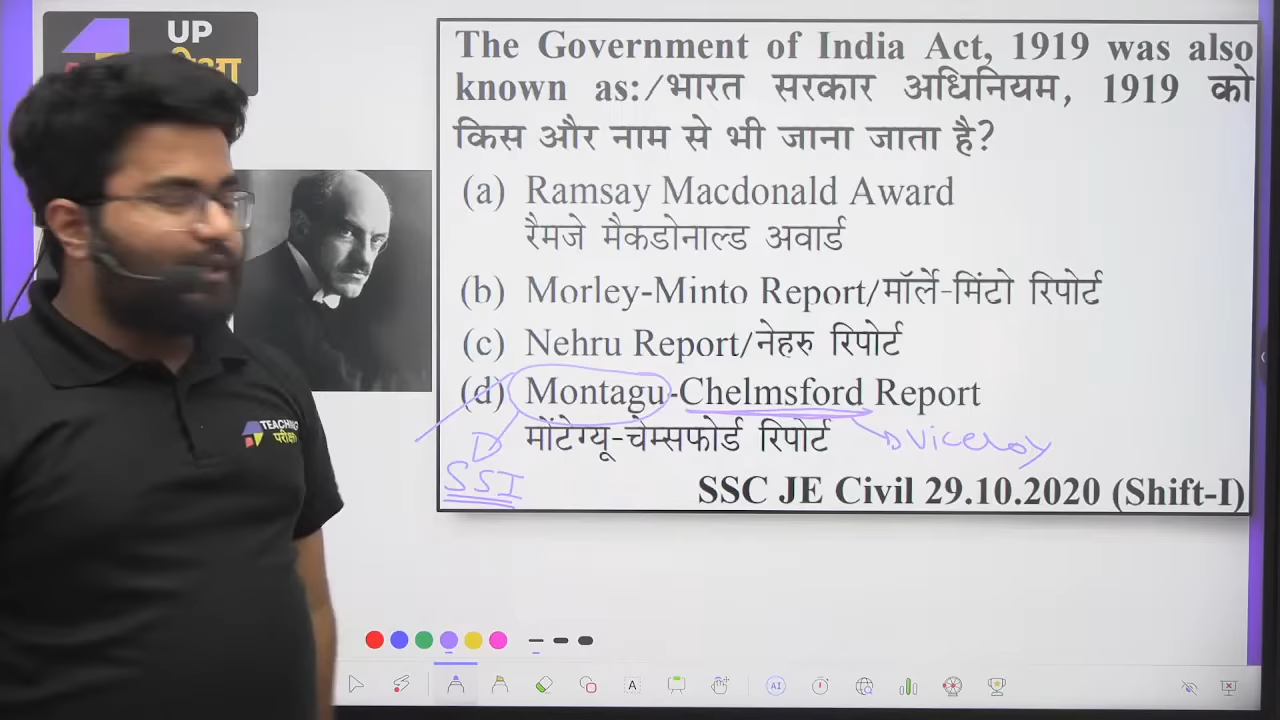 UP
The Government of India Act, 1919 was also
known as:/भारत सरकार अधिनियम, 1919 को
किस और नाम से भी जाना जाता है?
(a) Ramsay Macdonald Award
रैमजे मैकडोनाल्ड अवार्ड
(b) Morley-Minto Report/मॉर्ले-मिंटो रिपोर्ट
(c) Nehru Report/नेहरु रिपोर्ट
(d) Montagu-Chelmsford Report
मोंटेग्यू-चेम्सफोर्ड रिपोर्ट
Viceroy
SSI
SSC JE Civil 29.10.2020 (Shift-I)
TEACHING
परीक्षा
A
AI